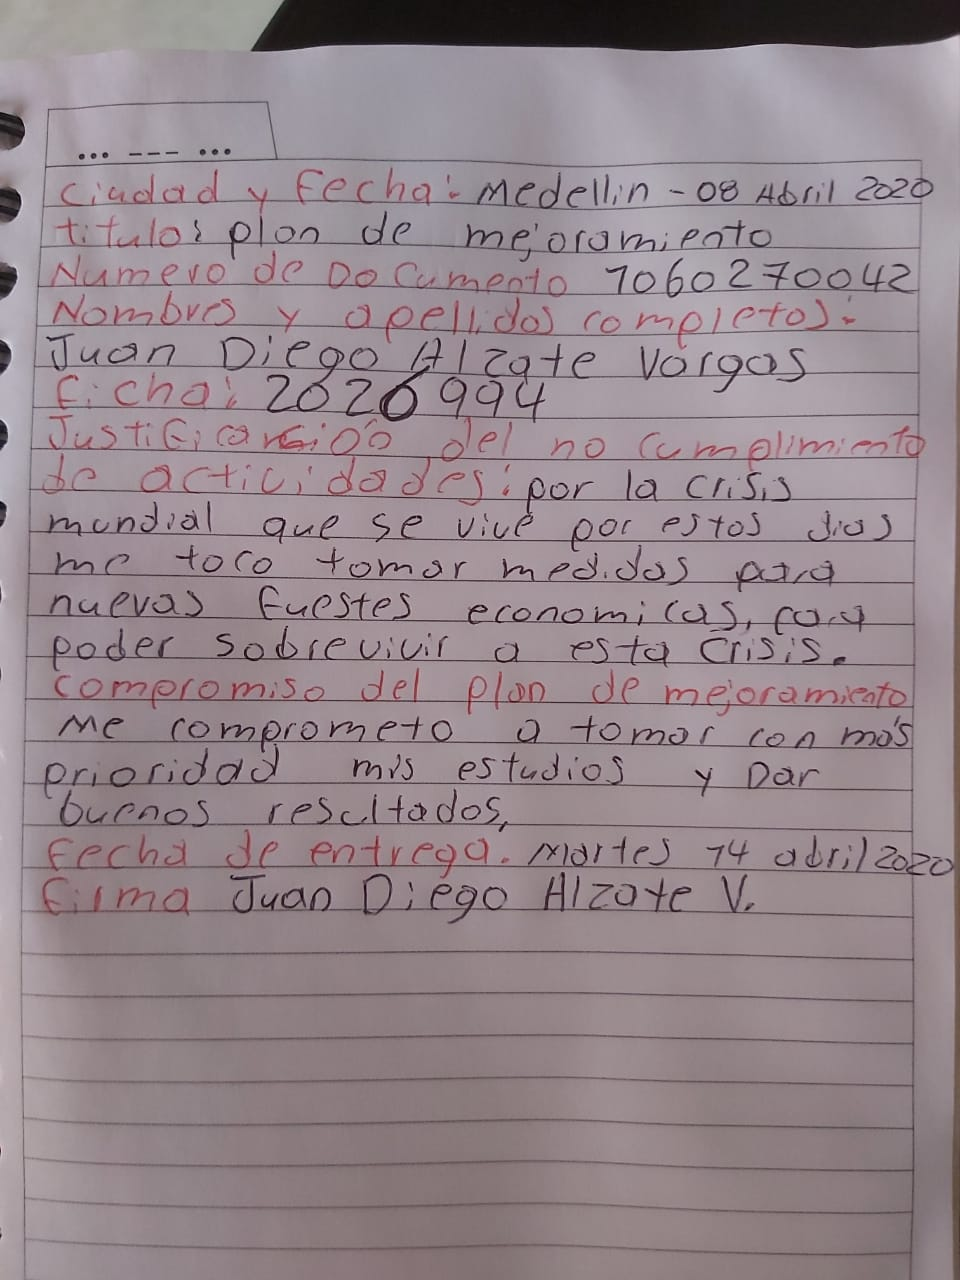 ... --- ...
Ciudad y Fecha: Medellin - 08 Abril 2020
titulo: plan de mejoramiento
Numero de Documento 1060270042
Nombres y apellidos completos:
Juan Diego Alzate Vargas
ficha: 2026994
Justificarcion del no cumplimiento
de actividades: por la crisis
mundial que se vive por estos dias
me toco tomar medidas para
nuevas fuestes economicas, para
poder sobrevivir a esta crisis.
compromiso del plan de mejoramiento
Me comprometo a tomar con más
prioridad mis estudios y Dar
buenos resultados,
fecha de entrega. Martes 14 abril 2020
firma Juan Diego Alzate V.